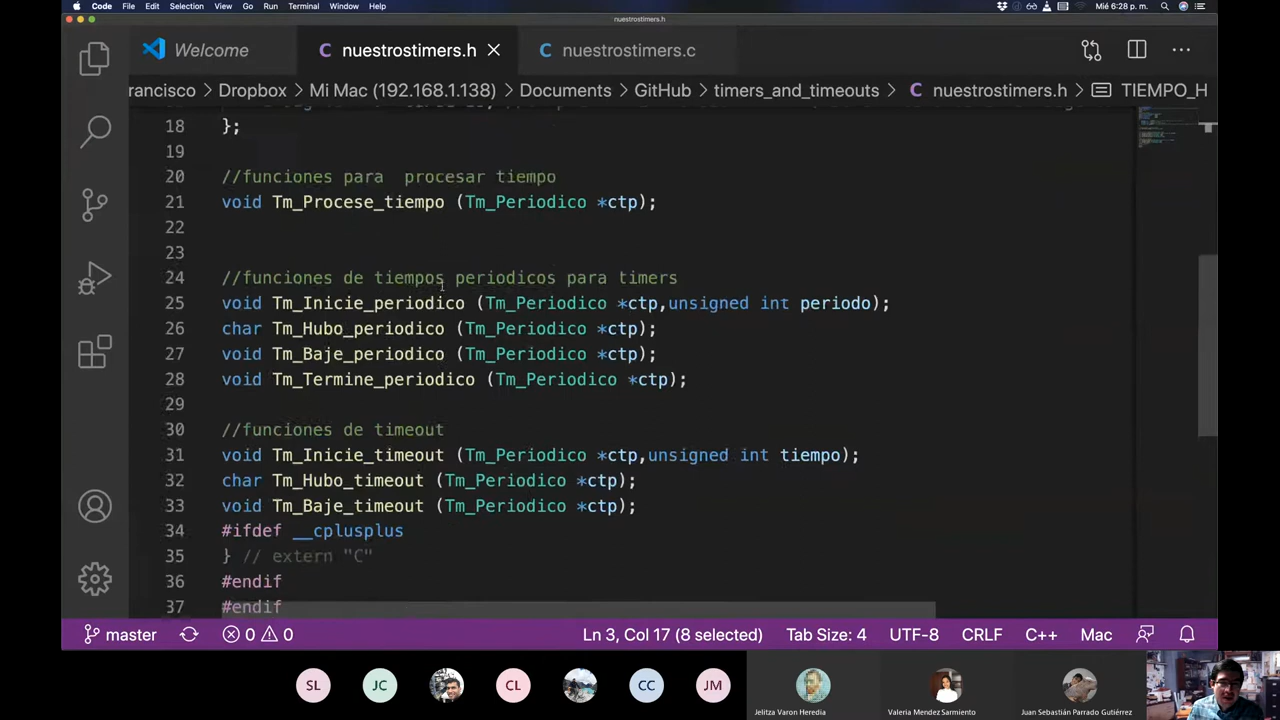 Code File Edit Selection View Go Run Terminal Window Help Mié 6:28 p. m.
nuestrostimers.h
Welcome
C nuestrostimers.h
C nuestrostimers.c
rancisco > Dropbox > Mi Mac (192.168.1.138) > Documents > GitHub > timers_and_timeouts > C nuestrostimers.h > TIEMPO_H
18 };
19
20 //funciones para  procesar tiempo
21 void Tm_Procese_tiempo (Tm_Periodico *ctp);
22
23
24 //funciones de tiempos periodicos para timers
25 void Tm_Inicie_periodico (Tm_Periodico *ctp,unsigned int periodo);
26 char Tm_Hubo_periodico (Tm_Periodico *ctp);
27 void Tm_Baje_periodico (Tm_Periodico *ctp);
28 void Tm_Termine_periodico (Tm_Periodico *ctp);
29
30 //funciones de timeout
31 void Tm_Inicie_timeout (Tm_Periodico *ctp,unsigned int tiempo);
32 char Tm_Hubo_timeout (Tm_Periodico *ctp);
33 void Tm_Baje_timeout (Tm_Periodico *ctp);
34 #ifdef __cplusplus
35 } // extern "C"
36 #endif
37 #endif
master 0 0 Ln 3, Col 17 (8 selected) Tab Size: 4 UTF-8 CRLF C++ Mac
SL JC CL CC JM
Jelitza Varon Heredia Valeria Mendez Sarmiento Juan Sebastián Parrado Gutiérrez